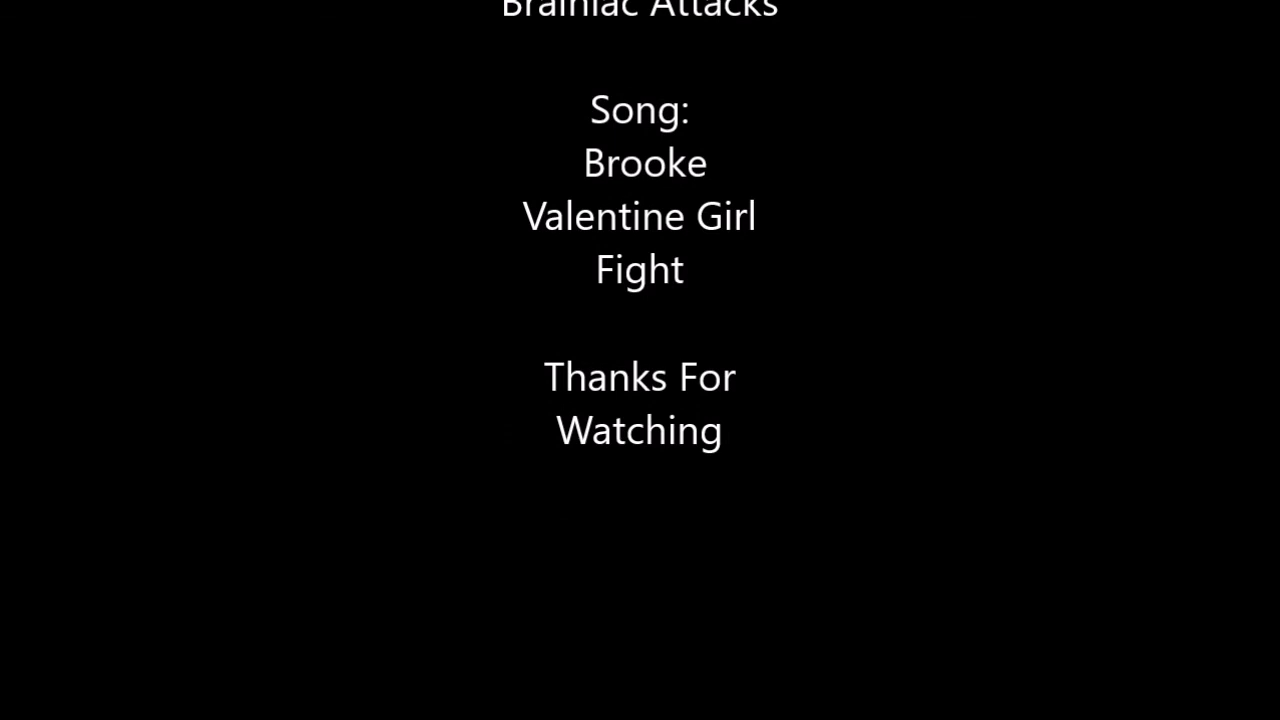 Brainiac Attacks
Song:
Brooke
Valentine Girl
Fight
Thanks For
Watching